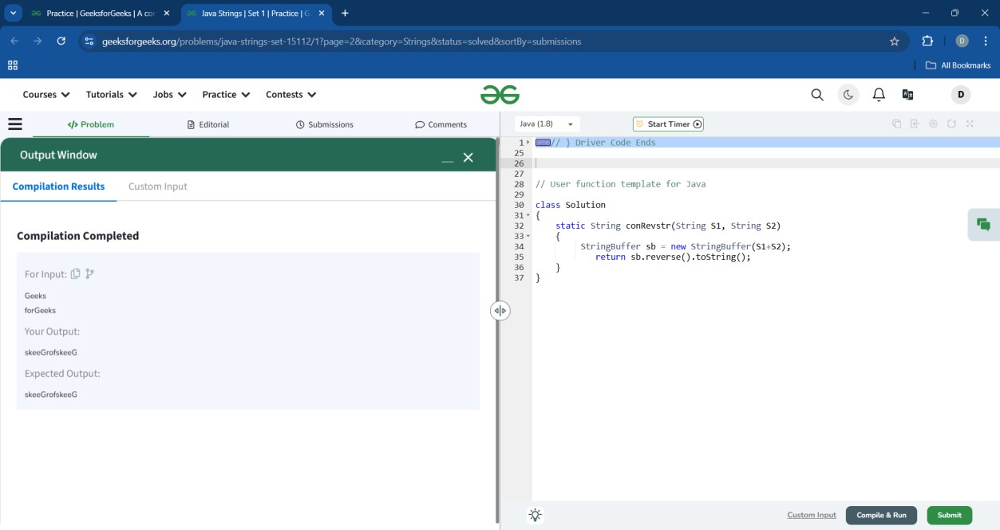 Practice | GeeksforGeeks | A cor
Java Strings | Set 1 | Practice | G
geeksforgeeks.org/problems/java-strings-set-15112/1?page=2&category=Strings&status=solved&sortBy=submissions
D
All Bookmarks
Courses Tutorials Jobs Practice Contests
D
Problem Editorial Submissions Comments
Java (1.8) Start Timer
Output Window
Compilation Results Custom Input
Compilation Completed
For Input:
Geeks
forGeeks
Your Output:
skeeGrofskeeG
Expected Output:
skeeGrofskeeG
1 // } Driver Code Ends
25
26
27
28 // User function template for Java
29
30 class Solution
31 {
32 static String conRevstr(String S1, String S2)
33 {
34 StringBuffer sb = new StringBuffer(S1+S2);
35 return sb.reverse().toString();
36 }
37 }
Custom Input Compile & Run Submit